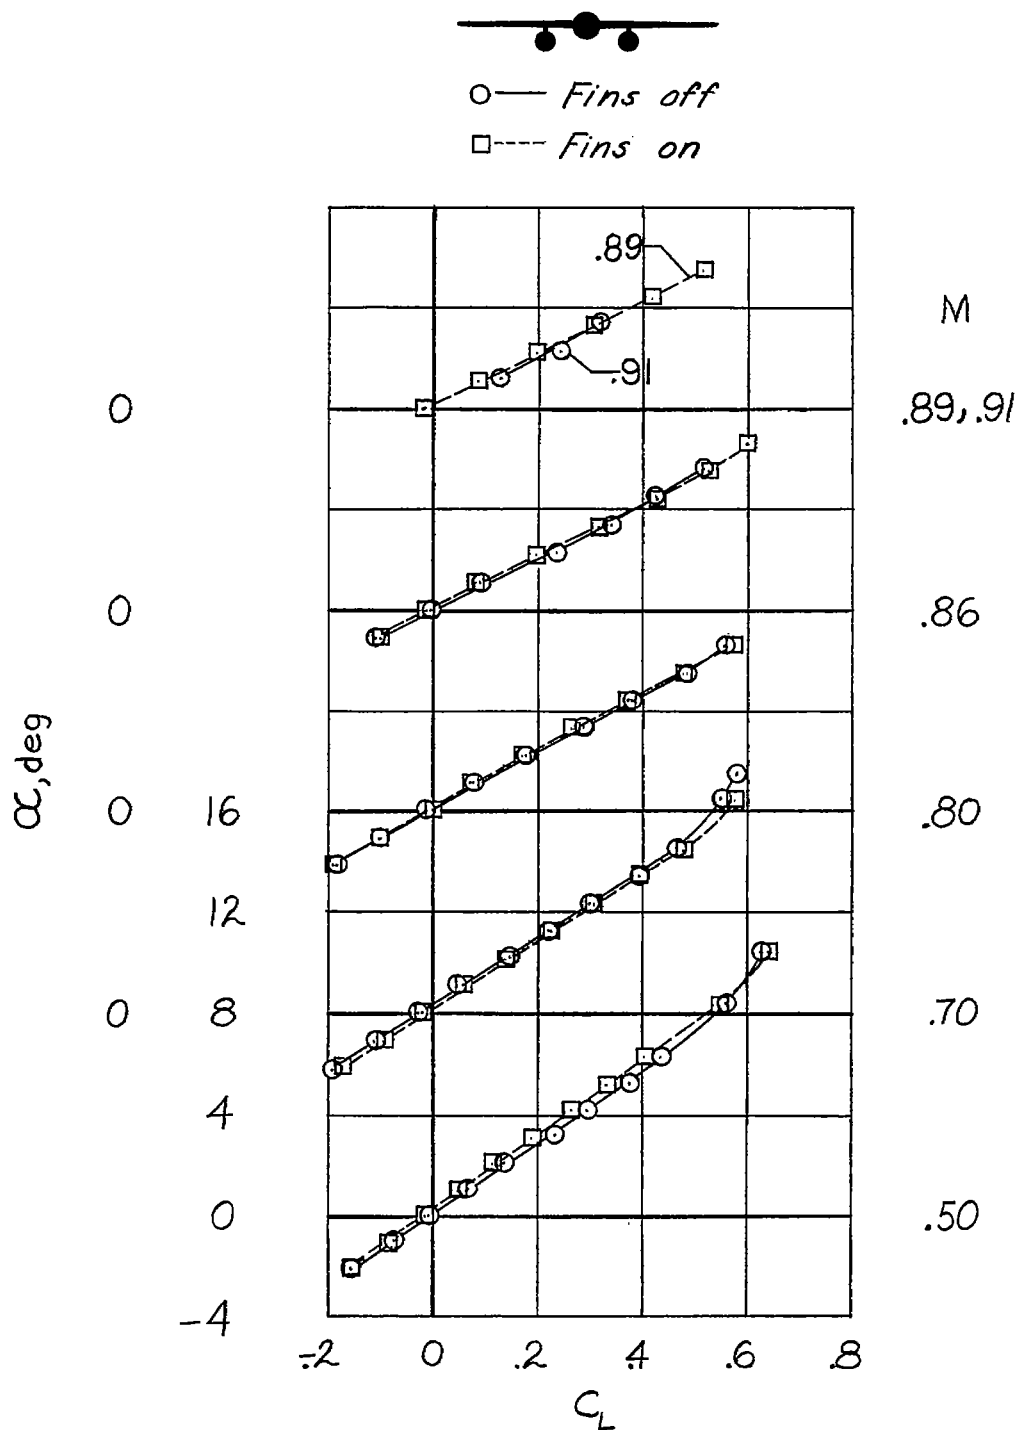 Fins off
Fins on
.89
M
.91
0 .89, .91
0 .86
α, deg
0 16 .80
12
0 8 .70
4
0 .50
-4
-.2 0 .2 .4 .6 .8
C_L